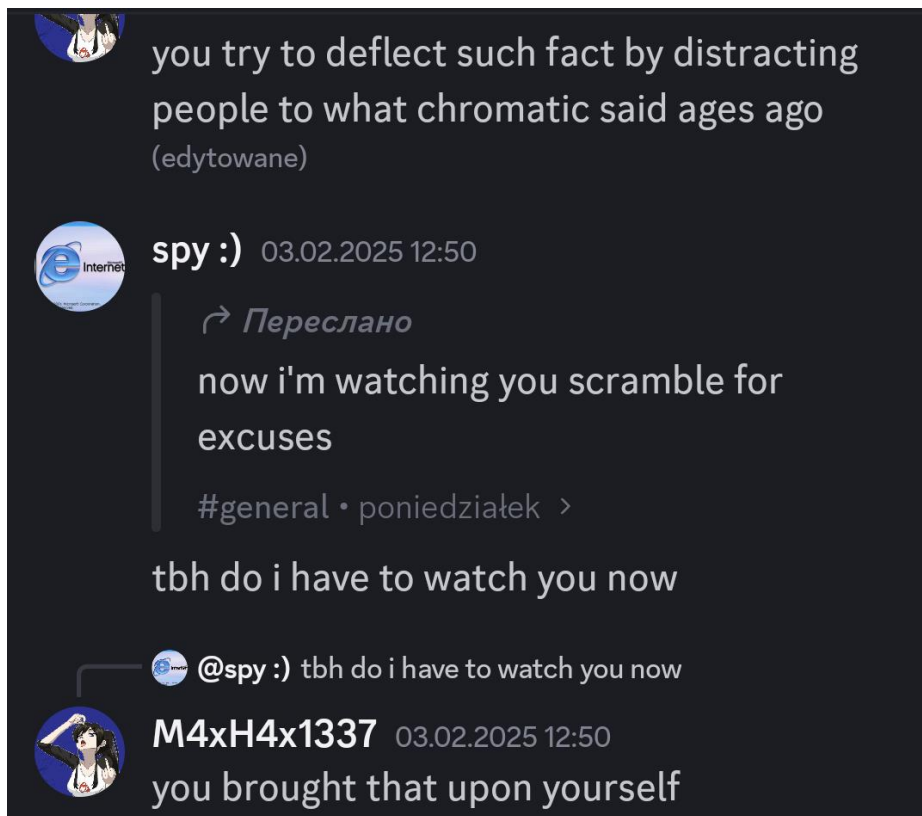 you try to deflect such fact by distracting
people to what chromatic said ages ago
(edytowane)
spy :) 03.02.2025 12:50
Internet
Переслано
now i'm watching you scramble for
excuses
#general • poniedziałek >
tbh do i have to watch you now
@spy :) tbh do i have to watch you now
M4xH4x1337 03.02.2025 12:50
you brought that upon yourself